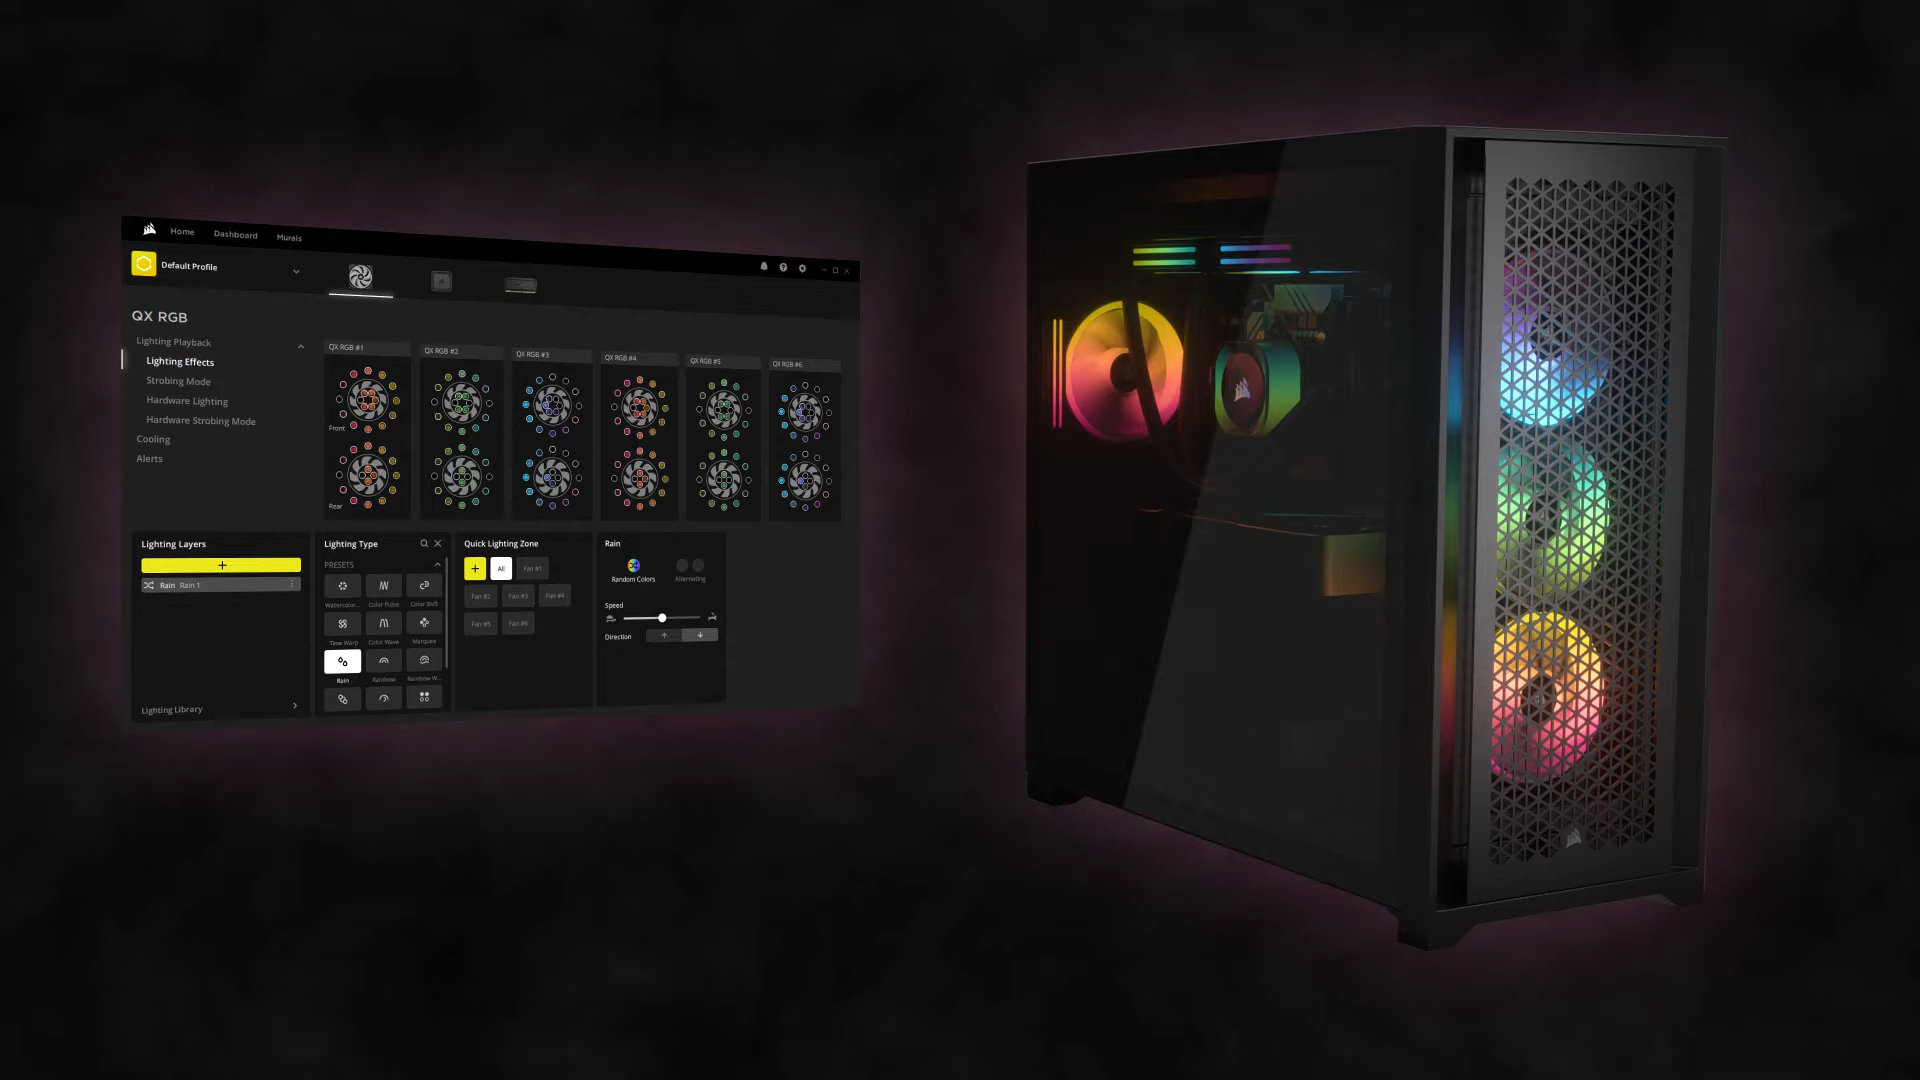 Home Dashboard Murals
Default Profile
QX RGB
Lighting Playback
Lighting Effects
Strobing Mode
Hardware Lighting
Hardware Strobing Mode
Cooling
Alerts
QX RGB #1
QX RGB #2
QX RGB #3
QX RGB #4
QX RGB #5
QX RGB #6
Front
Rear
Lighting Layers
+
Rain Rain 1
Lighting Library
Lighting Type
PRESETS
Watercolor... Color Pulse Color Shift
Time Warp Color Wave Marquee
Rain Rainbow Rainbow W...
Quick Lighting Zone
+ All Fan #1
Fan #2 Fan #3 Fan #4
Fan #5 Fan #6
Rain
Random Colors Alternating
Speed
Direction